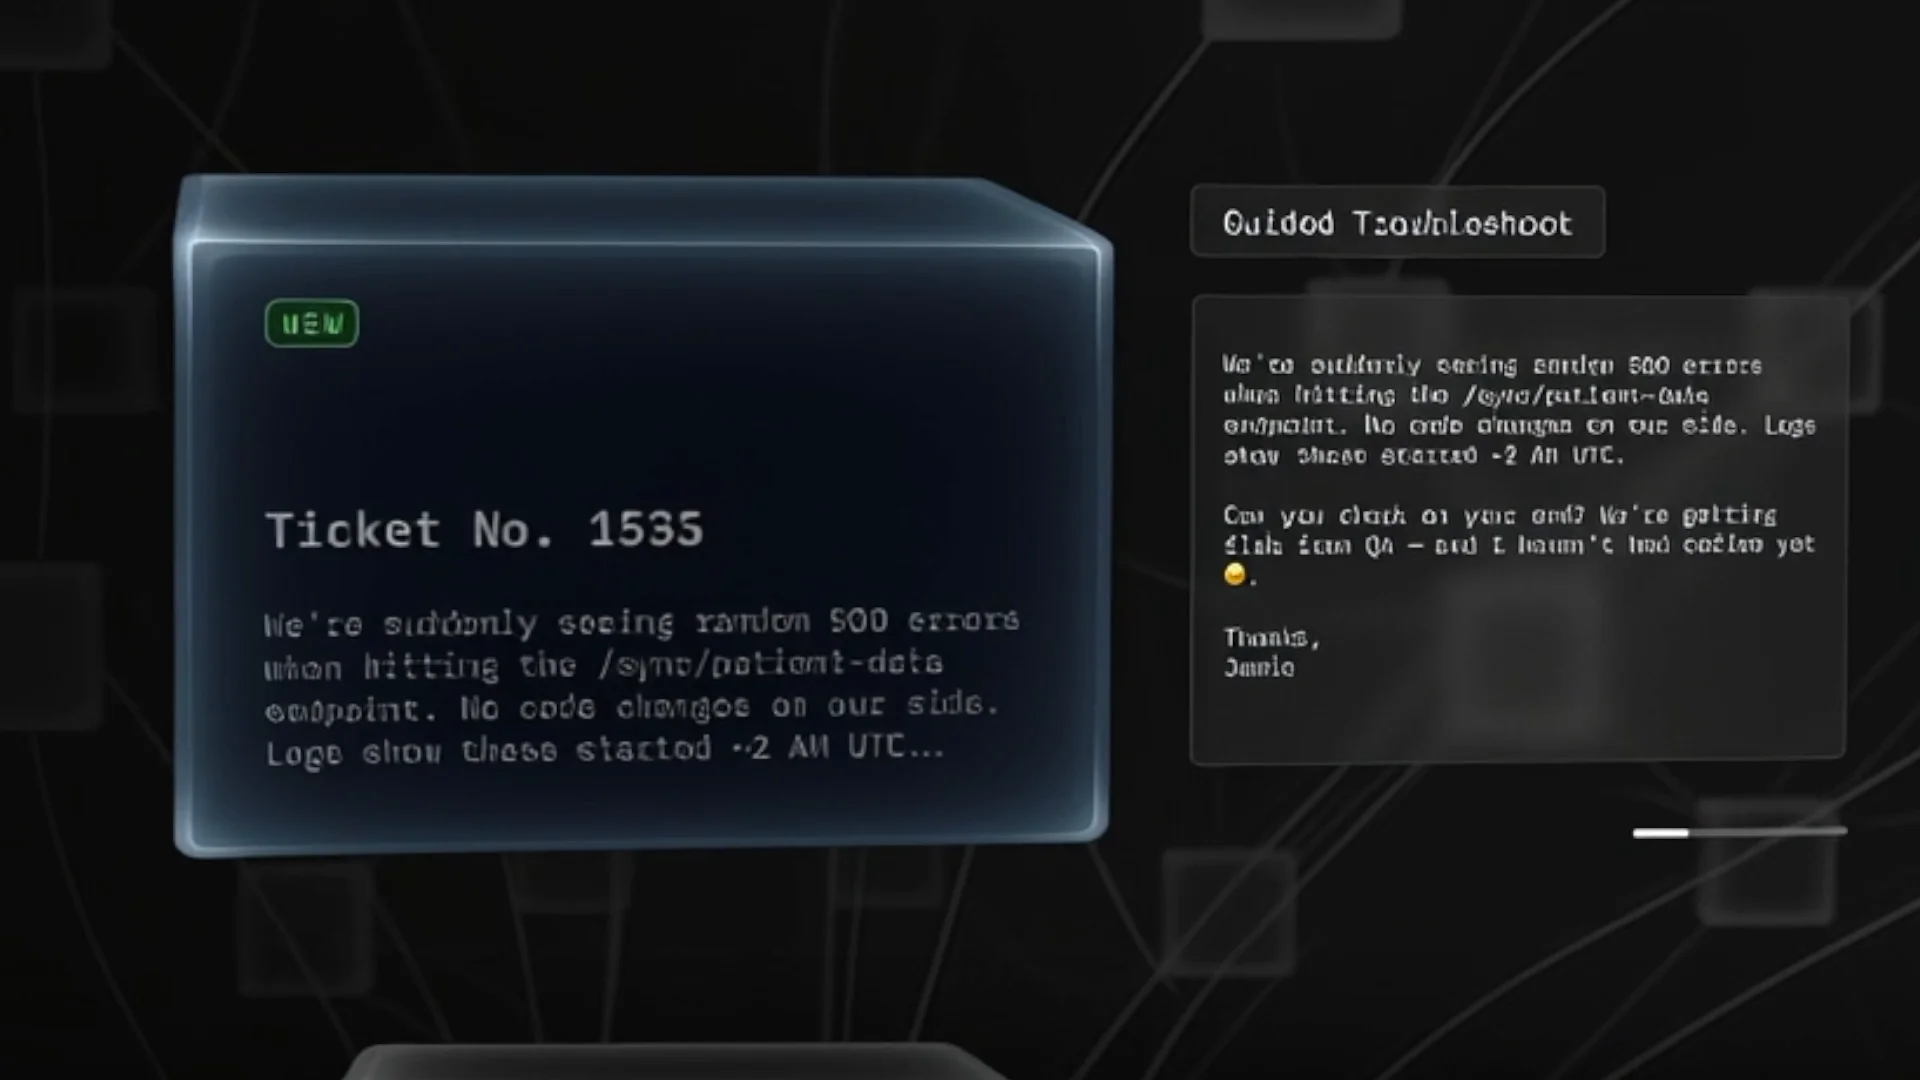 NEW
Ticket No. 1535
We're suddenly seeing random 500 errors
when hitting the /sync/patient-data
endpoint. No code changes on our side.
Logs show these started ~2 AM UTC...
Guided Troubleshoot
We're suddenly seeing random 500 errors
when hitting the /sync/patient-data
endpoint. No code changes on our side. Logs
show these started ~2 AM UTC.
Can you check on your end? We're getting
from QA — and I haven't had coffee yet
😀.
Thanks,
Jamie